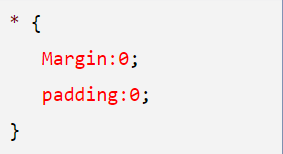 * {
Margin:0;
padding:0;
}